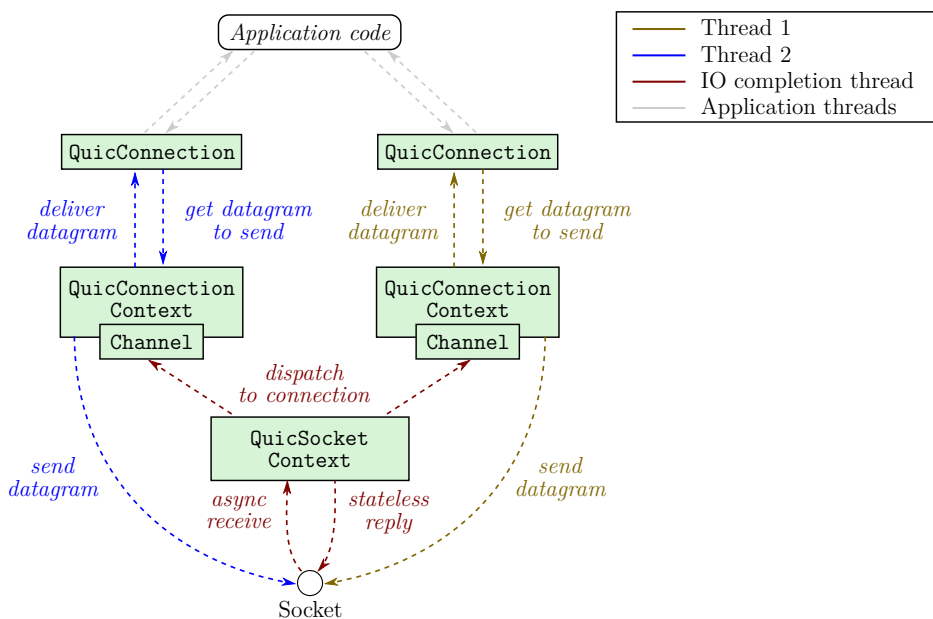 Application code
Thread 1
Thread 2
IO completion thread
Application threads
QuicConnection
QuicConnection
deliver
datagram
get datagram
to send
deliver
datagram
get datagram
to send
QuicConnection
Context
Channel
QuicConnection
Context
Channel
dispatch
to connection
QuicSocket
Context
send
datagram
async
receive
stateless
reply
send
datagram
Socket